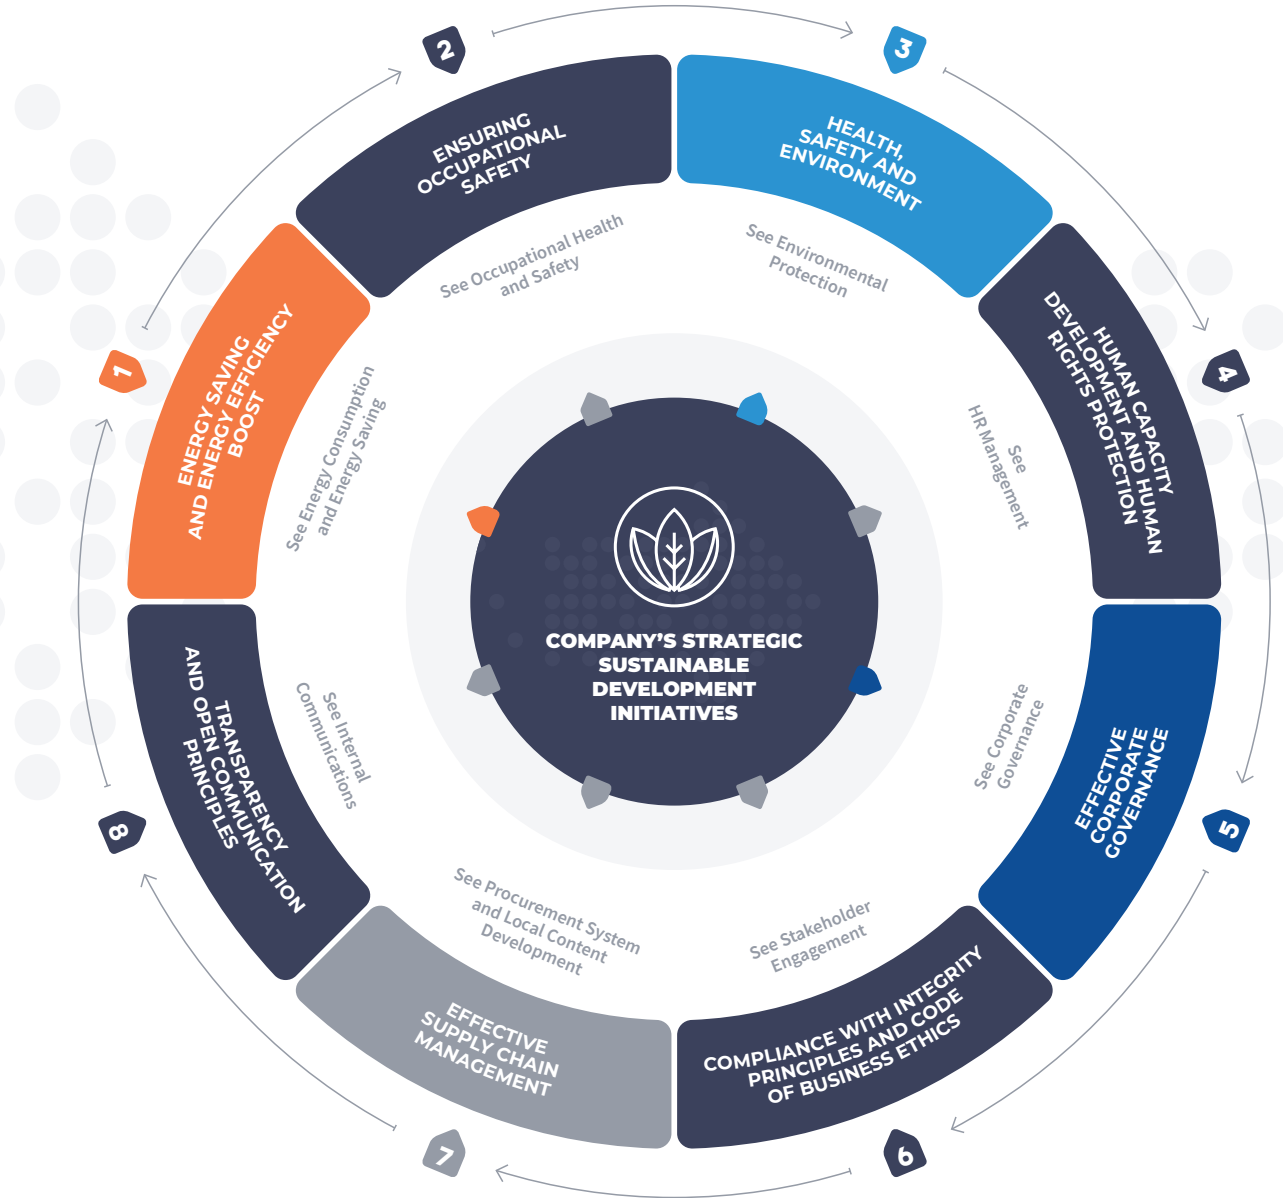 COMPANY'S STRATEGIC
SUSTAINABLE
DEVELOPMENT
INITIATIVES
1
ENERGY SAVING
AND ENERGY EFFICIENCY
BOOST
See Energy Consumption
and Energy Saving
2
ENSURING
OCCUPATIONAL
SAFETY
See Occupational Health
and Safety
3
HEALTH,
SAFETY AND
ENVIRONMENT
See Environmental
Protection
4
HUMAN CAPACITY
DEVELOPMENT AND HUMAN
RIGHTS PROTECTION
See
HR Management
5
EFFECTIVE
CORPORATE
GOVERNANCE
See Corporate
Governance
6
COMPLIANCE WITH INTEGRITY
PRINCIPLES AND CODE
OF BUSINESS ETHICS
See Stakeholder
Engagement
7
EFFECTIVE
SUPPLY CHAIN
MANAGEMENT
See Procurement System
and Local Content
Development
8
TRANSPARENCY
AND OPEN COMMUNICATION
PRINCIPLES
See Internal
Communications